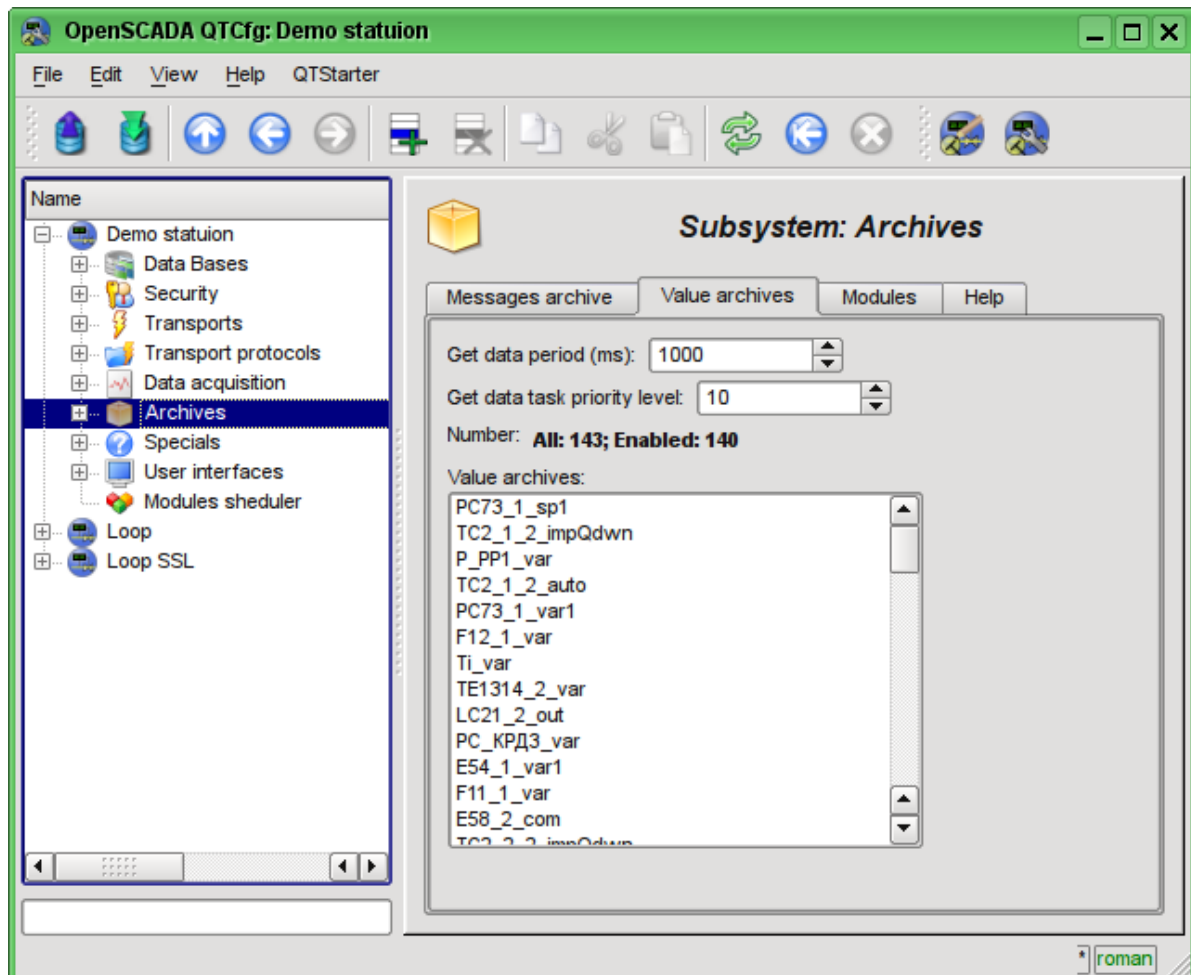 OpenSCADA QTCfg: Demo statuion
File Edit View Help QTStarter
Name
Demo statuion
Data Bases
Security
Transports
Transport protocols
Data acquisition
Archives
Specials
User interfaces
Modules sheduler
Loop
Loop SSL
Subsystem: Archives
Messages archive Value archives Modules Help
Get data period (ms): 1000
Get data task priority level: 10
Number: All: 143; Enabled: 140
Value archives:
PC73_1_sp1
TC2_1_2_impQdwn
P_PP1_var
TC2_1_2_auto
PC73_1_var1
F12_1_var
Ti_var
TE1314_2_var
LC21_2_out
PC_КРД3_var
E54_1_var1
F11_1_var
E58_2_com
TC2_2_2_impQdwn
* roman